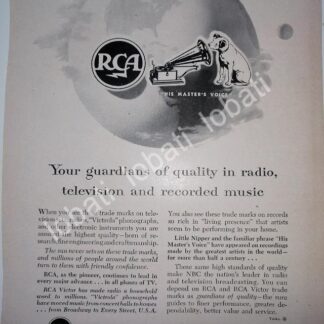 RCA
"HIS MASTER'S VOICE"
Your guardians of quality in radio,
television and recorded music
When you see these trade marks on tele-
vision sets, radios, "Victrola" phonographs,
and other electronic instruments you are
assured the highest quality—born of re-
search, fine engineering and craftsmanship.
The sun never sets on these trade marks,
and millions of people around the world
turn to them with friendly confidence.
RCA, as the pioneer, continues to lead in
every major advance . . . in all phases of TV.
RCA Victor has made radio a household
word to millions. "Victrola" phonographs
have moved music from concert halls to homes
. . . from Broadway to Every Street, U.S.A.
You also see these trade marks on records
so rich in "living presence" that artists
seem to be performing in your home.
Little Nipper and the familiar phrase "His
Master's Voice" have appeared on recordings
made by the greatest artists in the world—
for more than half a century . . .
These same high standards of quality
make NBC the nation's leader in radio
and television broadcasting. You can
depend on RCA and RCA Victor trade
marks as guardians of quality—the sure
guides to finer performance, greater de-
pendability, better value and service.
lobati lobati lobati